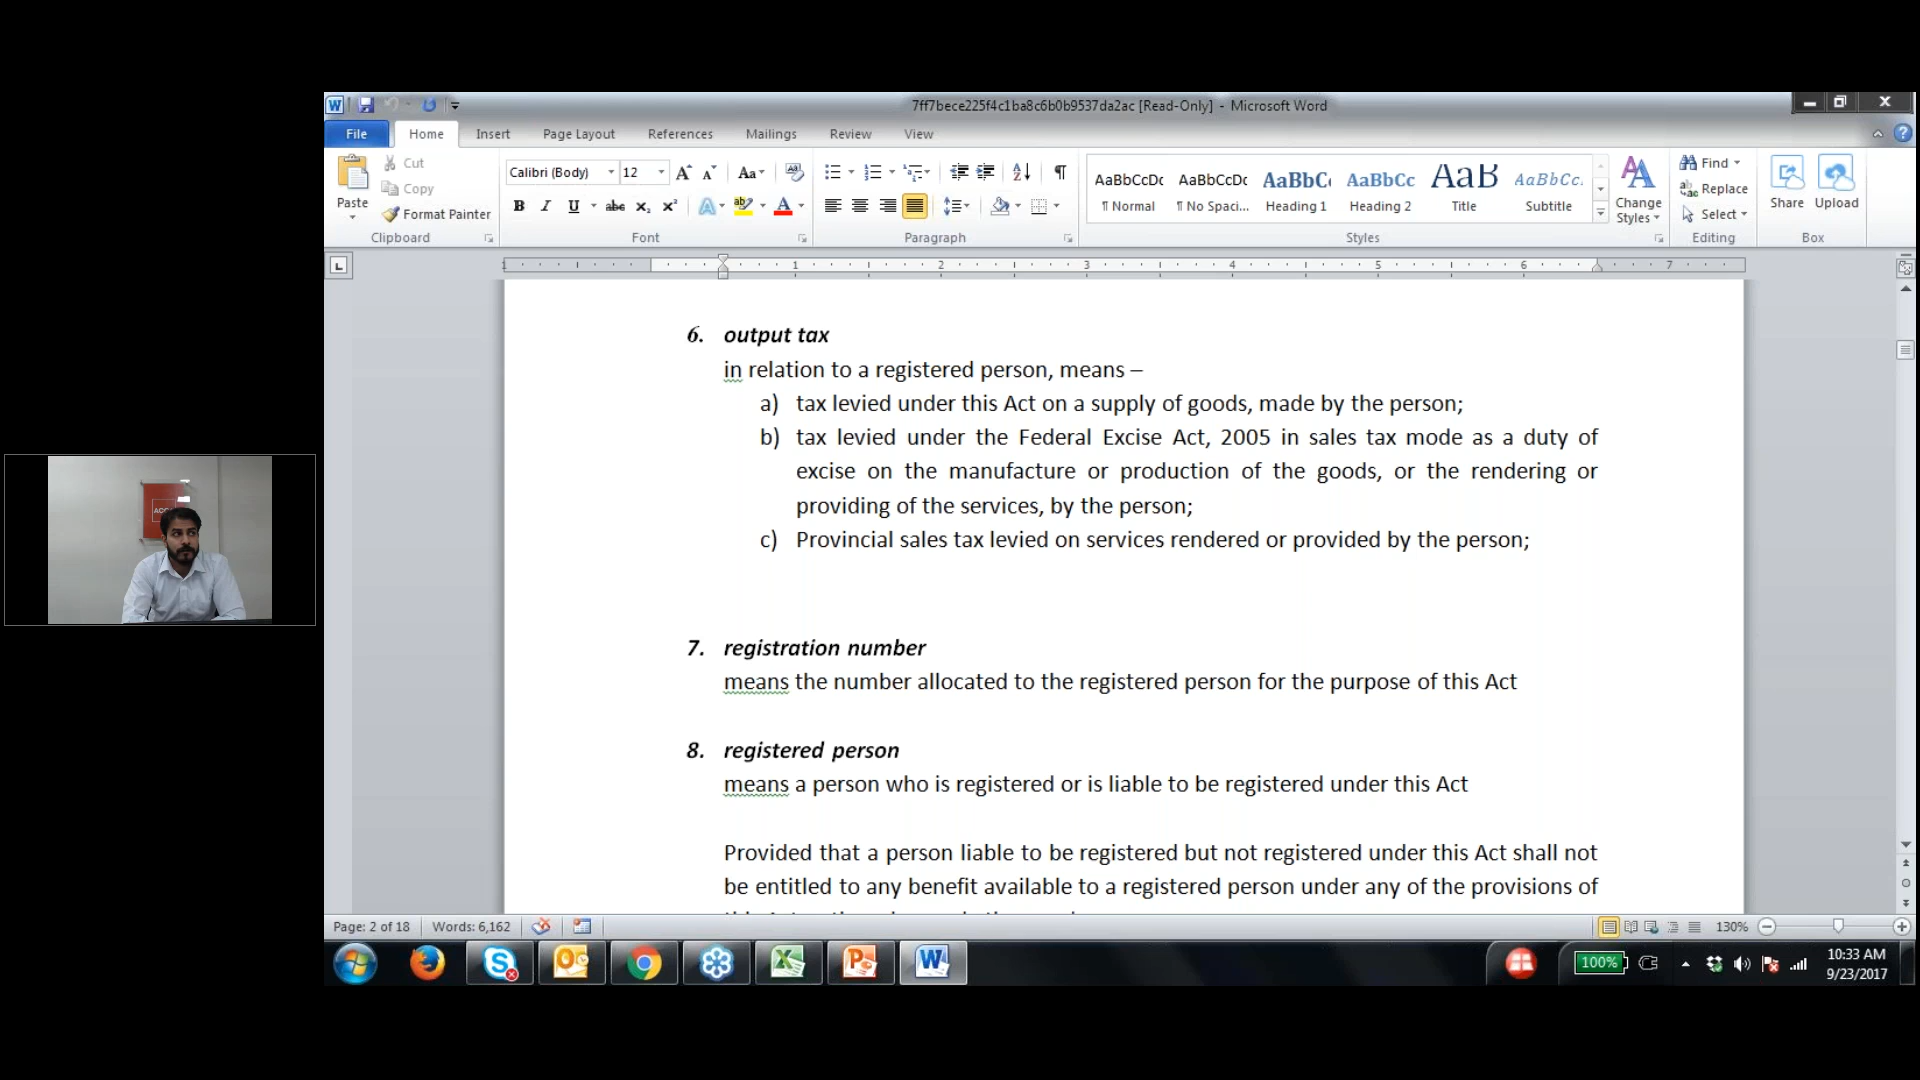 7ff7bece225f4c1ba8c6b0b9537da2ac [Read-Only] - Microsoft Word
File Home Insert Page Layout References Mailings Review View
Paste
Cut
Copy
Format Painter
Clipboard
Calibri (Body) 12
Font
Paragraph
AaBbCcDc AaBbCcDc AaBbC AaBbCc AaB AaBbCc.
¶ Normal ¶ No Spaci... Heading 1 Heading 2 Title Subtitle
Change
Styles
Styles
Find
Replace
Select
Editing
Share Upload
Box
1 1 2 3 4 5 6 7
6. output tax
in relation to a registered person, means –
a) tax levied under this Act on a supply of goods, made by the person;
b) tax levied under the Federal Excise Act, 2005 in sales tax mode as a duty of
excise on the manufacture or production of the goods, or the rendering or
providing of the services, by the person;
c) Provincial sales tax levied on services rendered or provided by the person;
7. registration number
means the number allocated to the registered person for the purpose of this Act
8. registered person
means a person who is registered or is liable to be registered under this Act
Provided that a person liable to be registered but not registered under this Act shall not
be entitled to any benefit available to a registered person under any of the provisions of
Page: 2 of 18 Words: 6,162 130%
100% 10:33 AM
9/23/2017